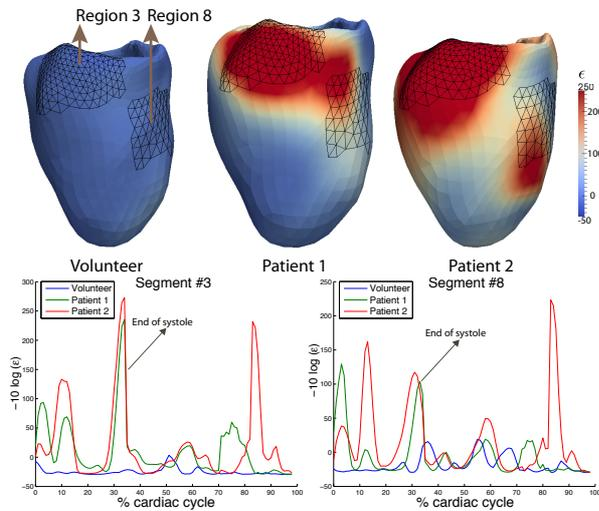 Region 3 Region 8
ϵ
250
200
100
0
-50
Volunteer Patient 1 Patient 2
Segment #3
Volunteer
Patient 1
Patient 2
End of systole
−10 log (ε)
300
250
200
150
100
50
0
−50
0 10 20 30 40 50 60 70 80 90 100
% cardiac cycle
Segment #8
Volunteer
Patient 1
Patient 2
End of systole
−10 log (ε)
250
200
150
100
50
0
−50
0 10 20 30 40 50 60 70 80 90 100
% cardiac cycle